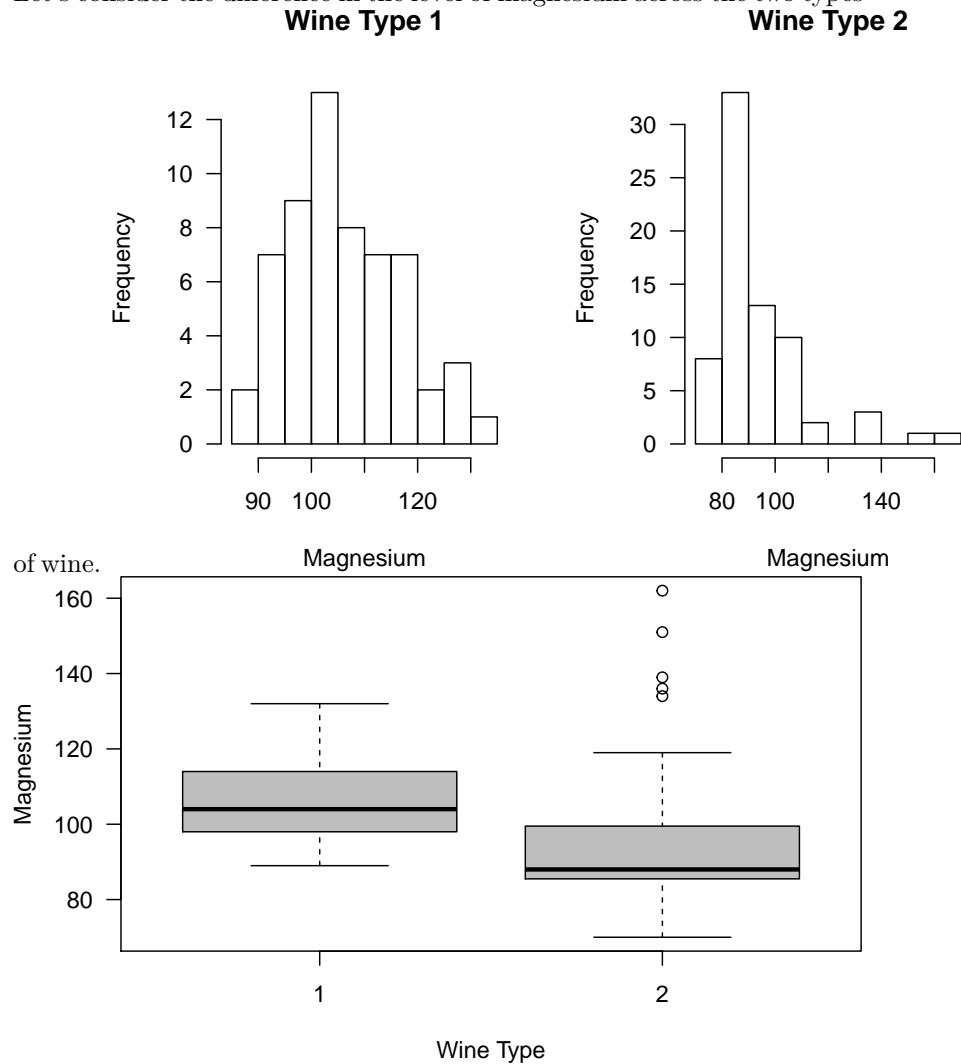 Let's consider the difference in the level of magnesium across the two types
Wine Type 1
Wine Type 2
12
10
8
6
4
2
0
Frequency
90 100 120
Magnesium
30
25
20
15
10
5
0
Frequency
80 100 140
Magnesium
of wine.
160
140
120
100
80
Magnesium
1 2
Wine Type